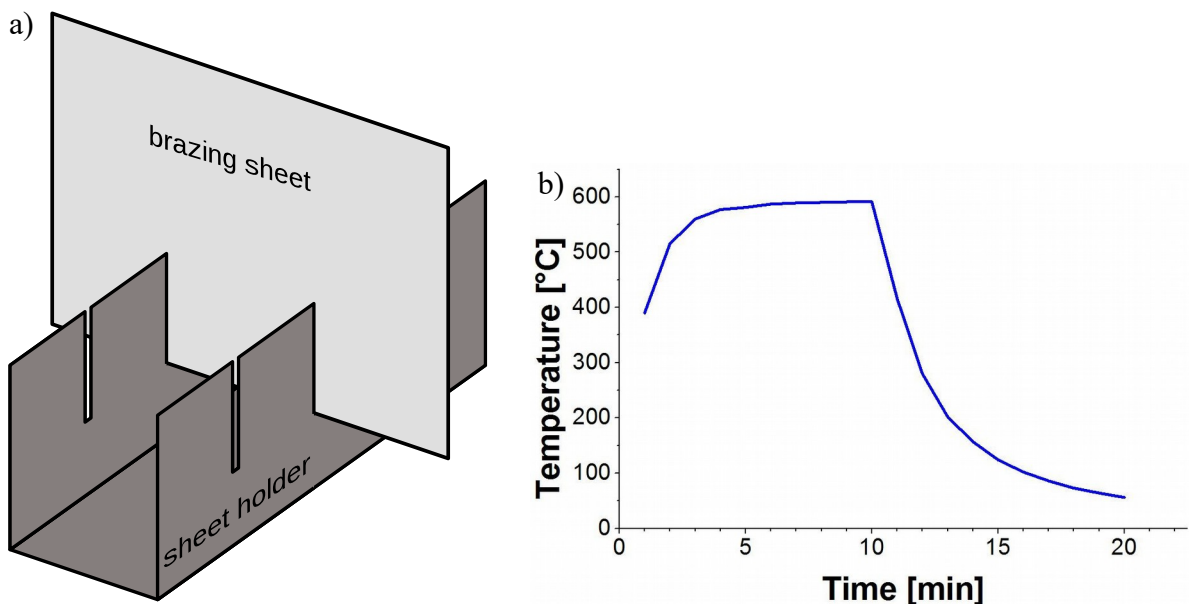 a)
brazing sheet
sheet holder
b)
Temperature [°C]
600
500
400
300
200
100
0
0 5 10 15 20
Time [min]